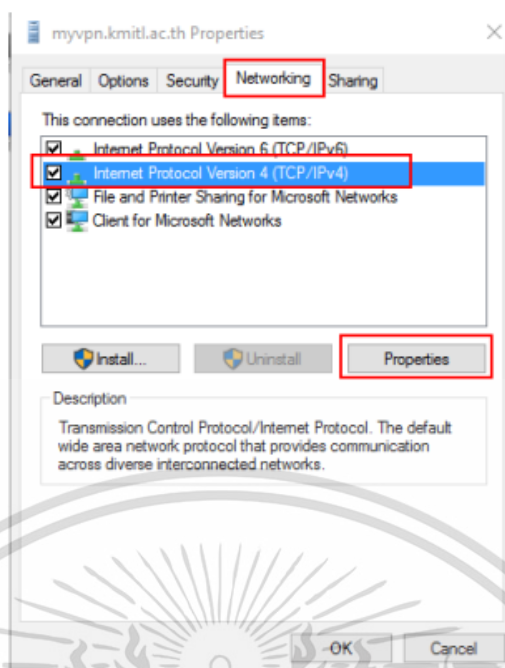 myvpn.kmitl.ac.th Properties
General Options Security Networking Sharing
This connection uses the following items:
Internet Protocol Version 6 (TCP/IPv6)
Internet Protocol Version 4 (TCP/IPv4)
File and Printer Sharing for Microsoft Networks
Client for Microsoft Networks
Install... Uninstall Properties
Description
Transmission Control Protocol/Internet Protocol. The default
wide area network protocol that provides communication
across diverse interconnected networks.
OK Cancel